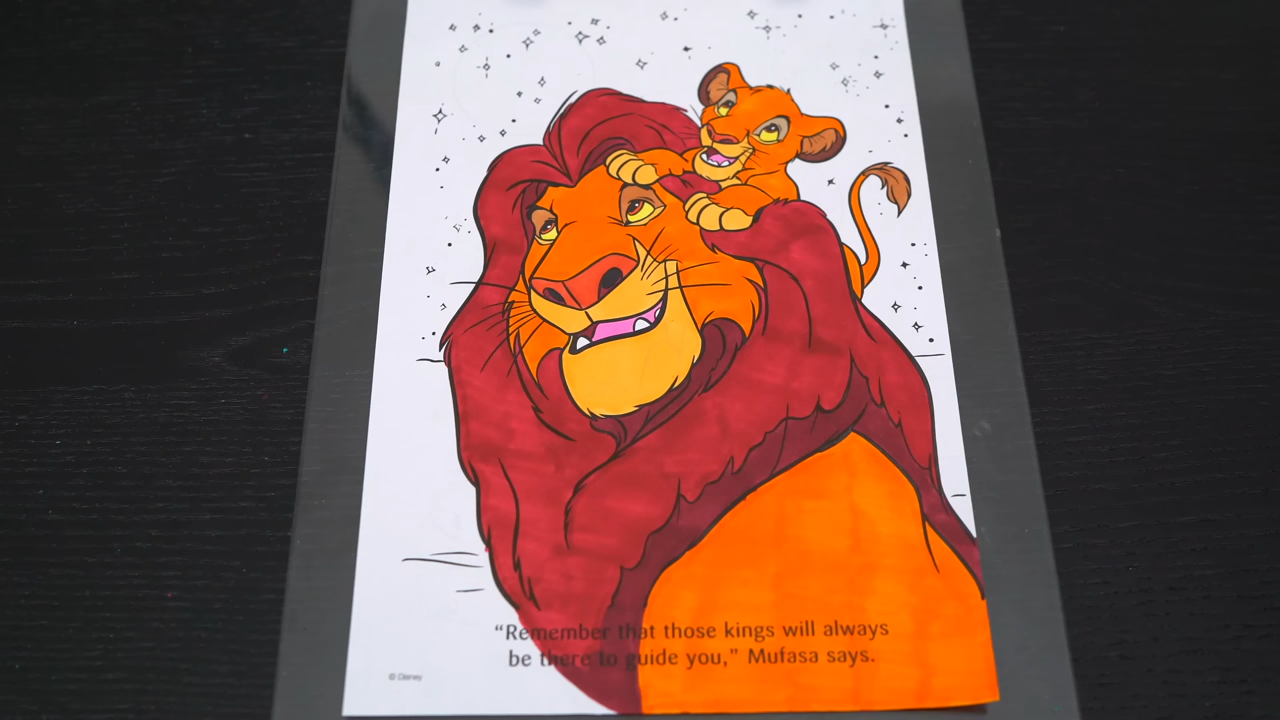 “Remember that those kings will always
be there to guide you,” Mufasa says.
© Disney